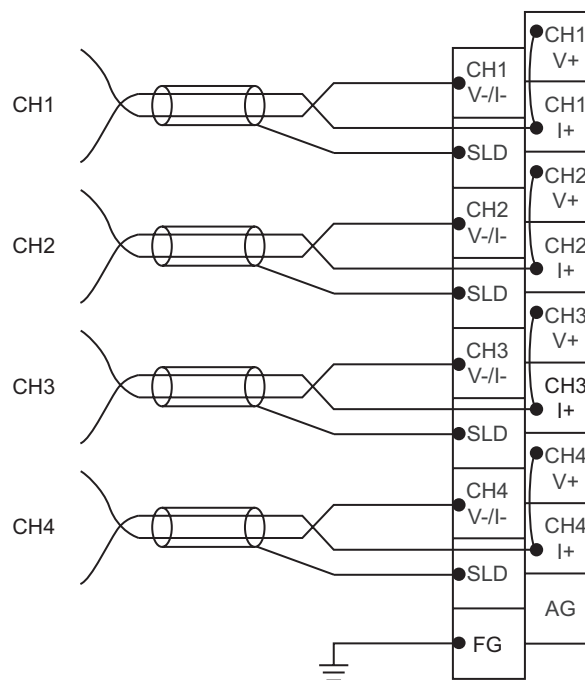 CH1
CH1
V-/I-
SLD
CH1
V+
CH1
I+
CH2
CH2
V-/I-
SLD
CH2
V+
CH2
I+
CH3
CH3
V-/I-
SLD
CH3
V+
CH3
I+
CH4
CH4
V-/I-
SLD
CH4
V+
CH4
I+
AG
FG